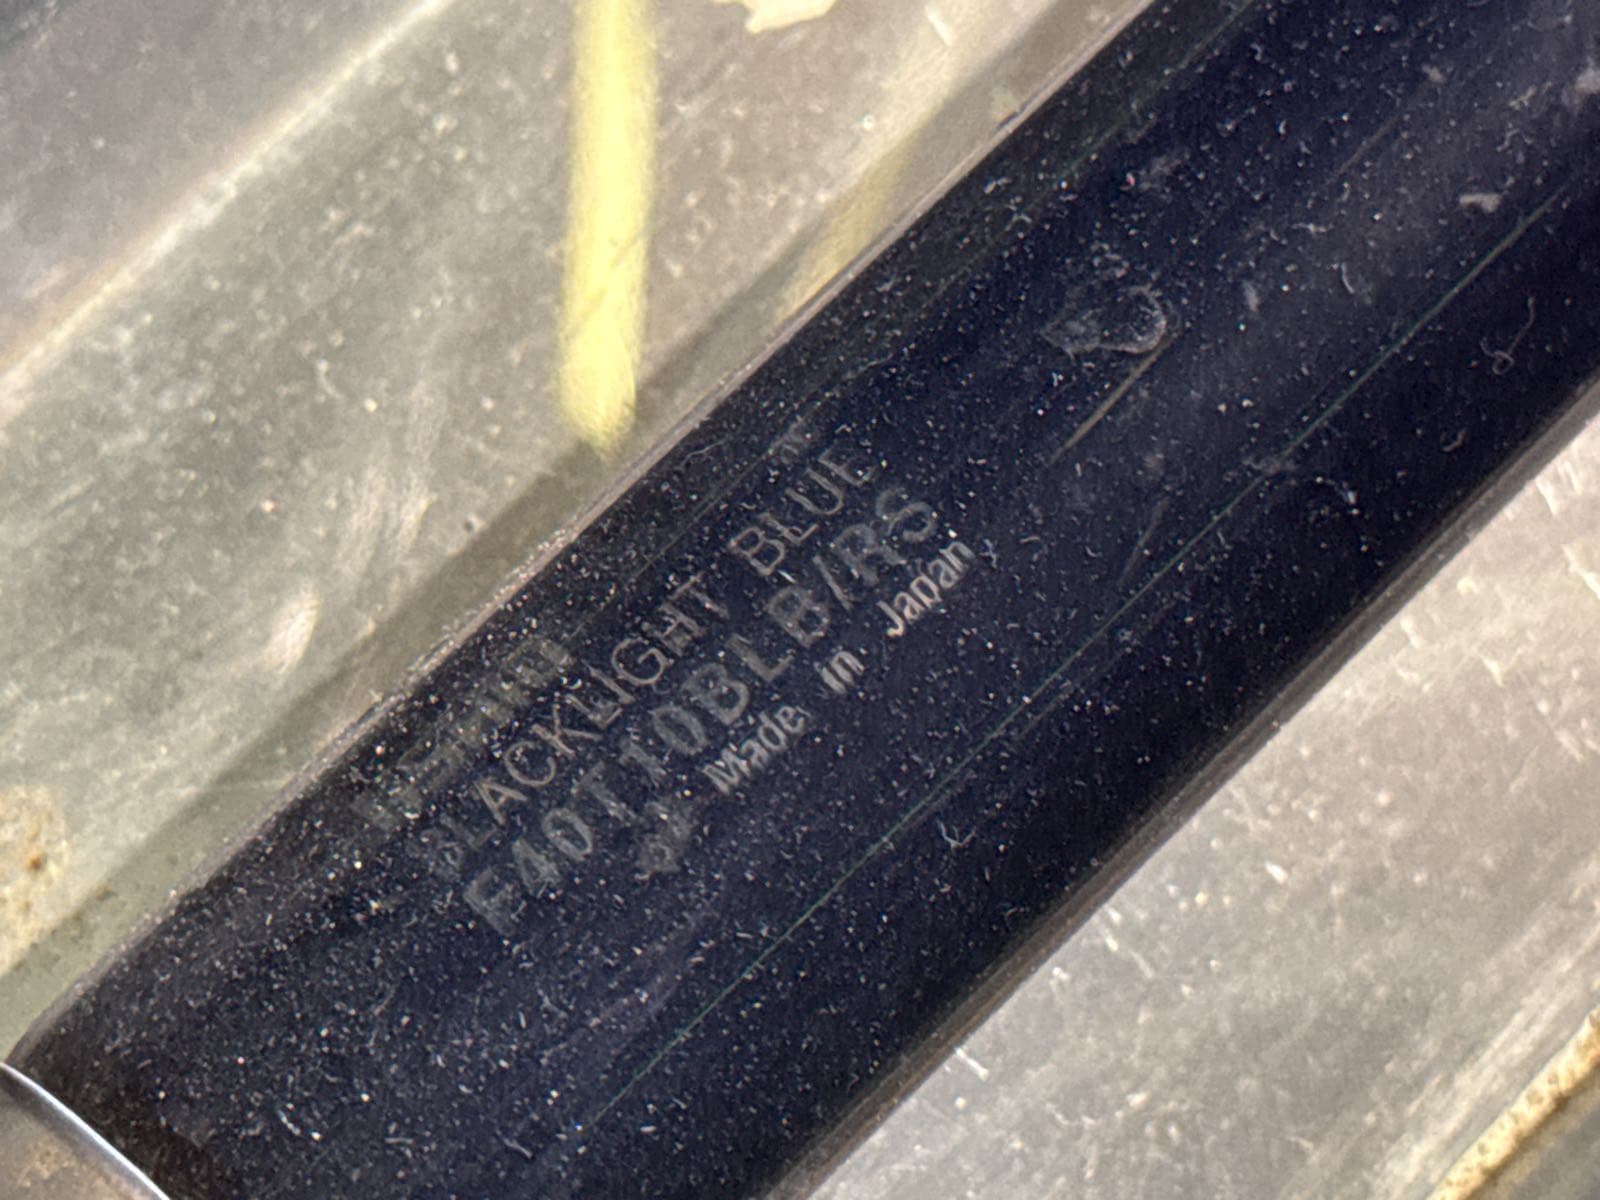 BLACKLIGHT BLUE
F40T10BLB/RS
Made in Japan